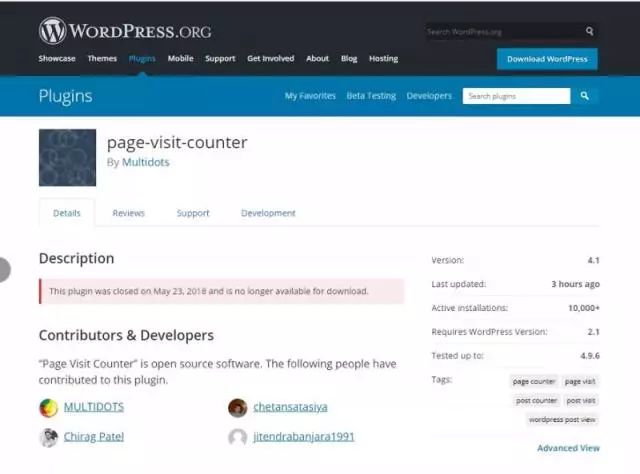 WORDPRESS.ORG
Search WordPress.org
Showcase Themes Plugins Mobile Support Get Involved About Blog Hosting
Download WordPress
Plugins
My Favorites Beta Testing Developers
Search plugins
page-visit-counter
By Multidots
Details Reviews Support Development
Description
This plugin was closed on May 23, 2018 and is no longer available for download.
Contributors & Developers
“Page Visit Counter” is open source software. The following people have
contributed to this plugin.
MULTIDOTS
chetansatasiya
Chirag Patel
jitendrabanjara1991
Version: 4.1
Last updated: 3 hours ago
Active installations: 10,000+
Requires WordPress Version: 2.1
Tested up to: 4.9.6
Tags: page counter page visit
post counter post visit
wordpress post view
Advanced View